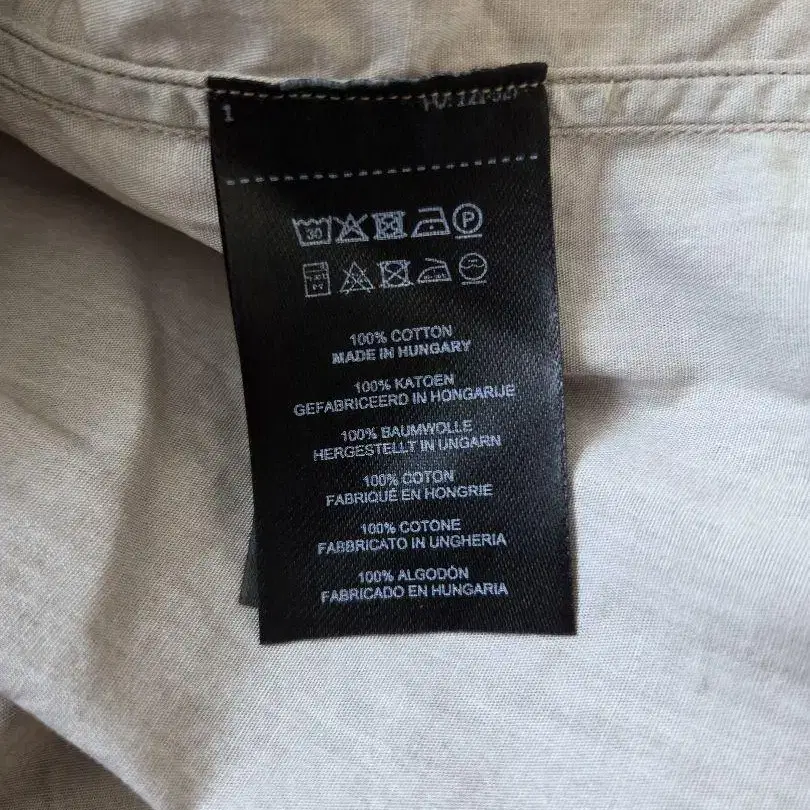 1
30
P
100% COTTON
MADE IN HUNGARY
100% KATOEN
GEFABRICEERD IN HONGARIJE
100% BAUMWOLLE
HERGESTELLT IN UNGARN
100% COTON
FABRIQUÉ EN HONGRIE
100% COTONE
FABBRICATO IN UNGHERIA
100% ALGODÓN
FABRICADO EN HUNGARIA